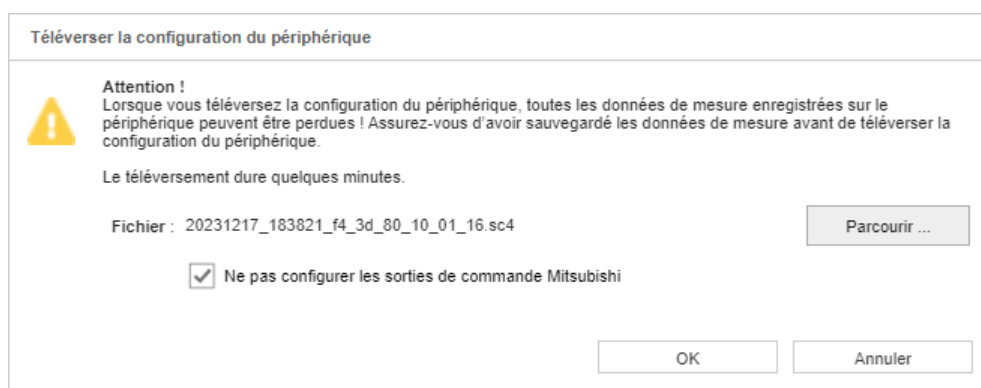 Téléverser la configuration du périphérique
Attention !
Lorsque vous téléversez la configuration du périphérique, toutes les données de mesure enregistrées sur le
périphérique peuvent être perdues ! Assurez-vous d'avoir sauvegardé les données de mesure avant de téléverser la
configuration du périphérique.
Le téléversement dure quelques minutes.
Fichier : 20231217_183821_f4_3d_80_10_01_16.sc4
Parcourir ...
Ne pas configurer les sorties de commande Mitsubishi
OK
Annuler